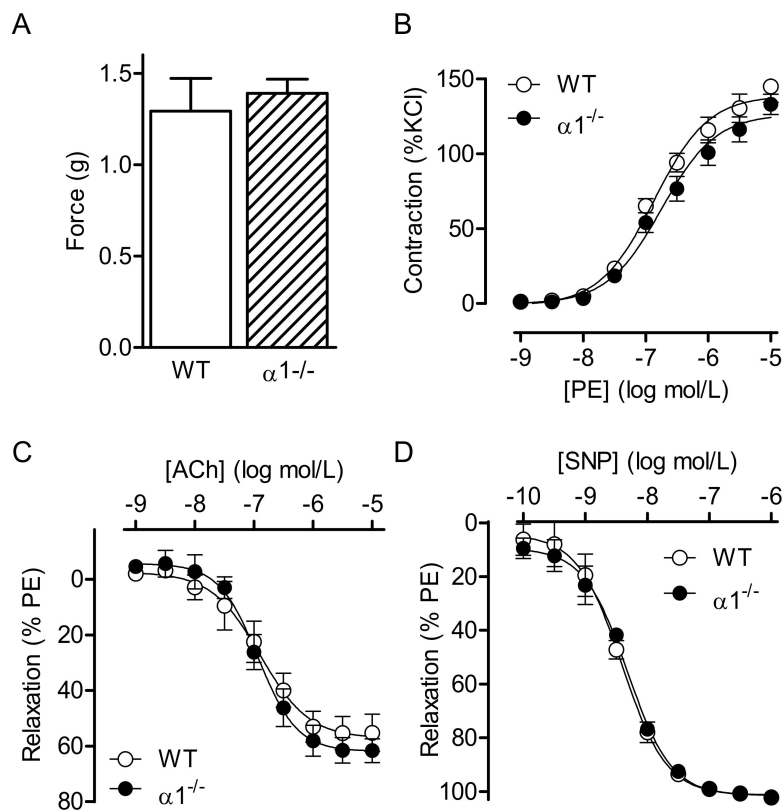 A
Force (g)
1.5
1.0
0.5
0.0
WT
α1-/-
B
WT
α1-/-
Contraction (%KCl)
150
100
50
0
-9 -8 -7 -6 -5
[PE] (log mol/L)
C
[ACh] (log mol/L)
-9 -8 -7 -6 -5
Relaxation (% PE)
0
20
40
60
80
WT
α1-/-
D
[SNP] (log mol/L)
-10 -9 -8 -7 -6
Relaxation (% PE)
0
20
40
60
80
100
WT
α1-/-